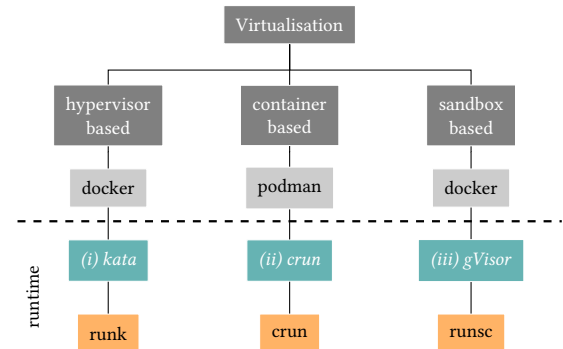 Virtualisation
hypervisor
based
container
based
sandbox
based
docker
podman
docker
runtime
(i) kata
(ii) crun
(iii) gVisor
runk
crun
runsc